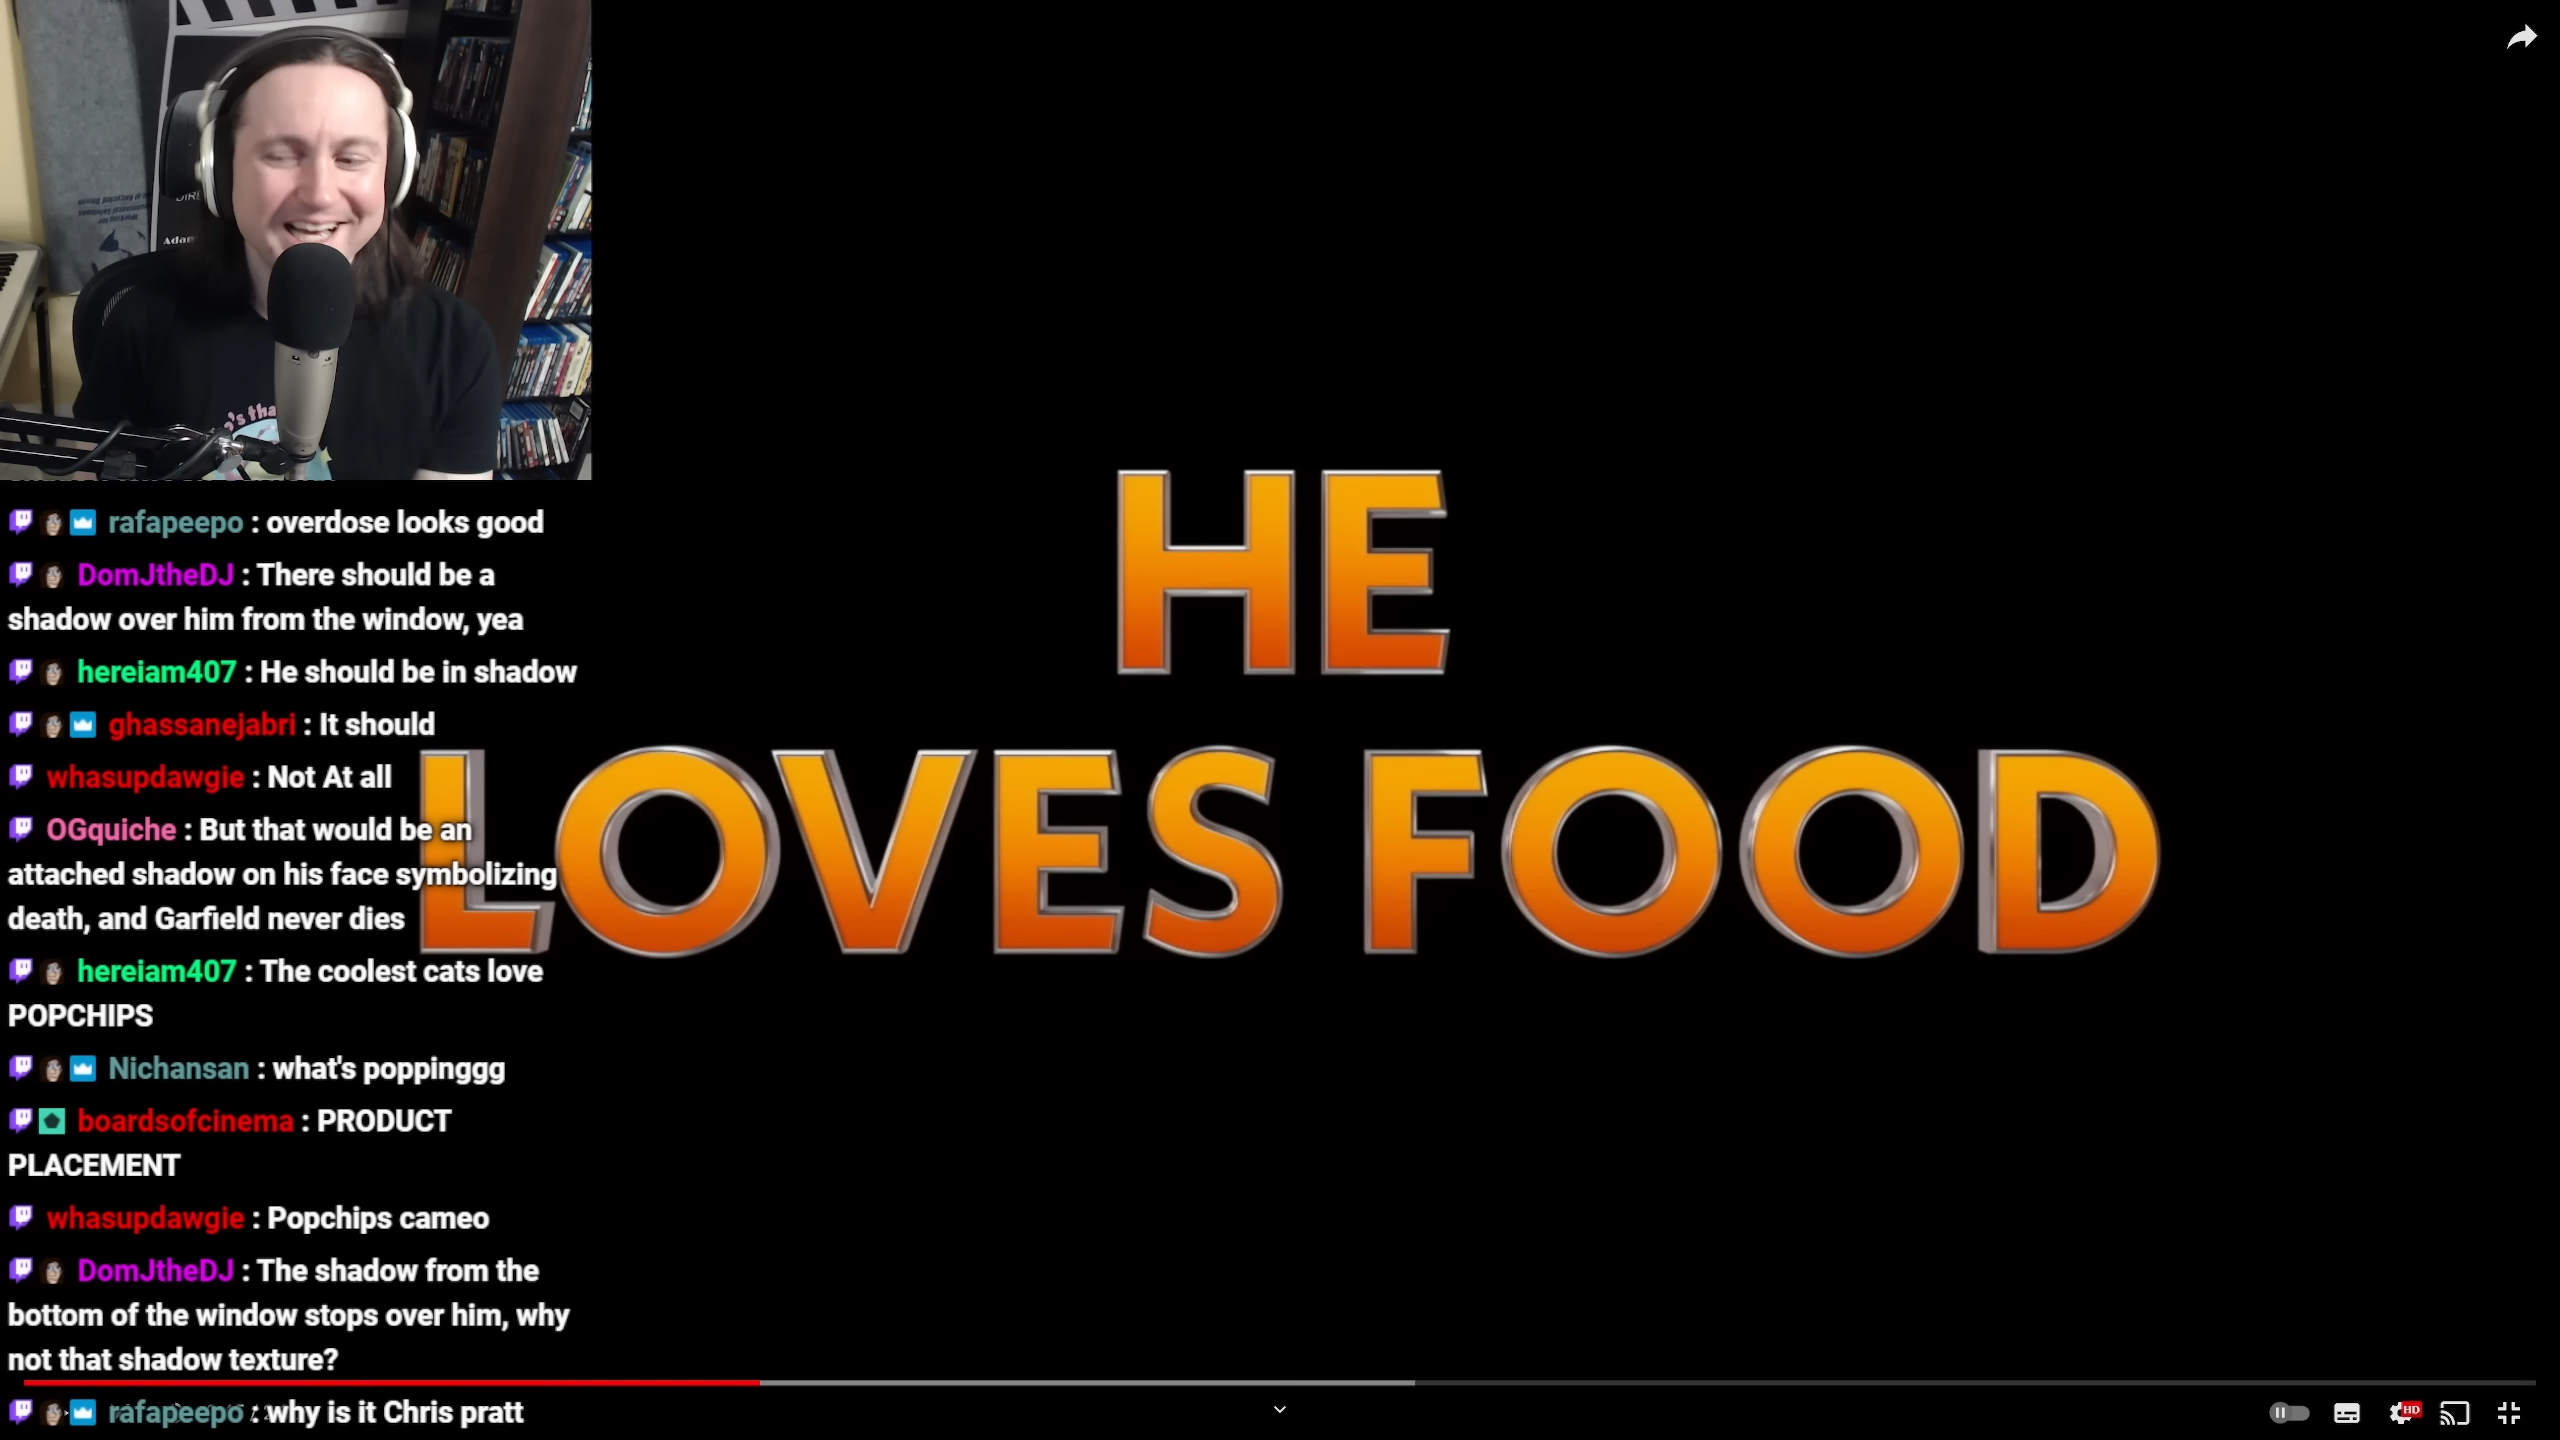 DIRE
Adam
's tha
HE
LOVES FOOD
rafapeepo : overdose looks good
DomJtheDJ : There should be a
shadow over him from the window, yea
hereiam407 : He should be in shadow
ghassanejabri : It should
whasupdawgie : Not At all
OGquiche : But that would be an
attached shadow on his face symbolizing
death, and Garfield never dies
hereiam407 : The coolest cats love
POPCHIPS
Nichansan : what's poppinggg
boardsofcinema : PRODUCT
PLACEMENT
whasupdawgie : Popchips cameo
DomJtheDJ : The shadow from the
bottom of the window stops over him, why
not that shadow texture?
rafapeepo : why is it Chris pratt
HD